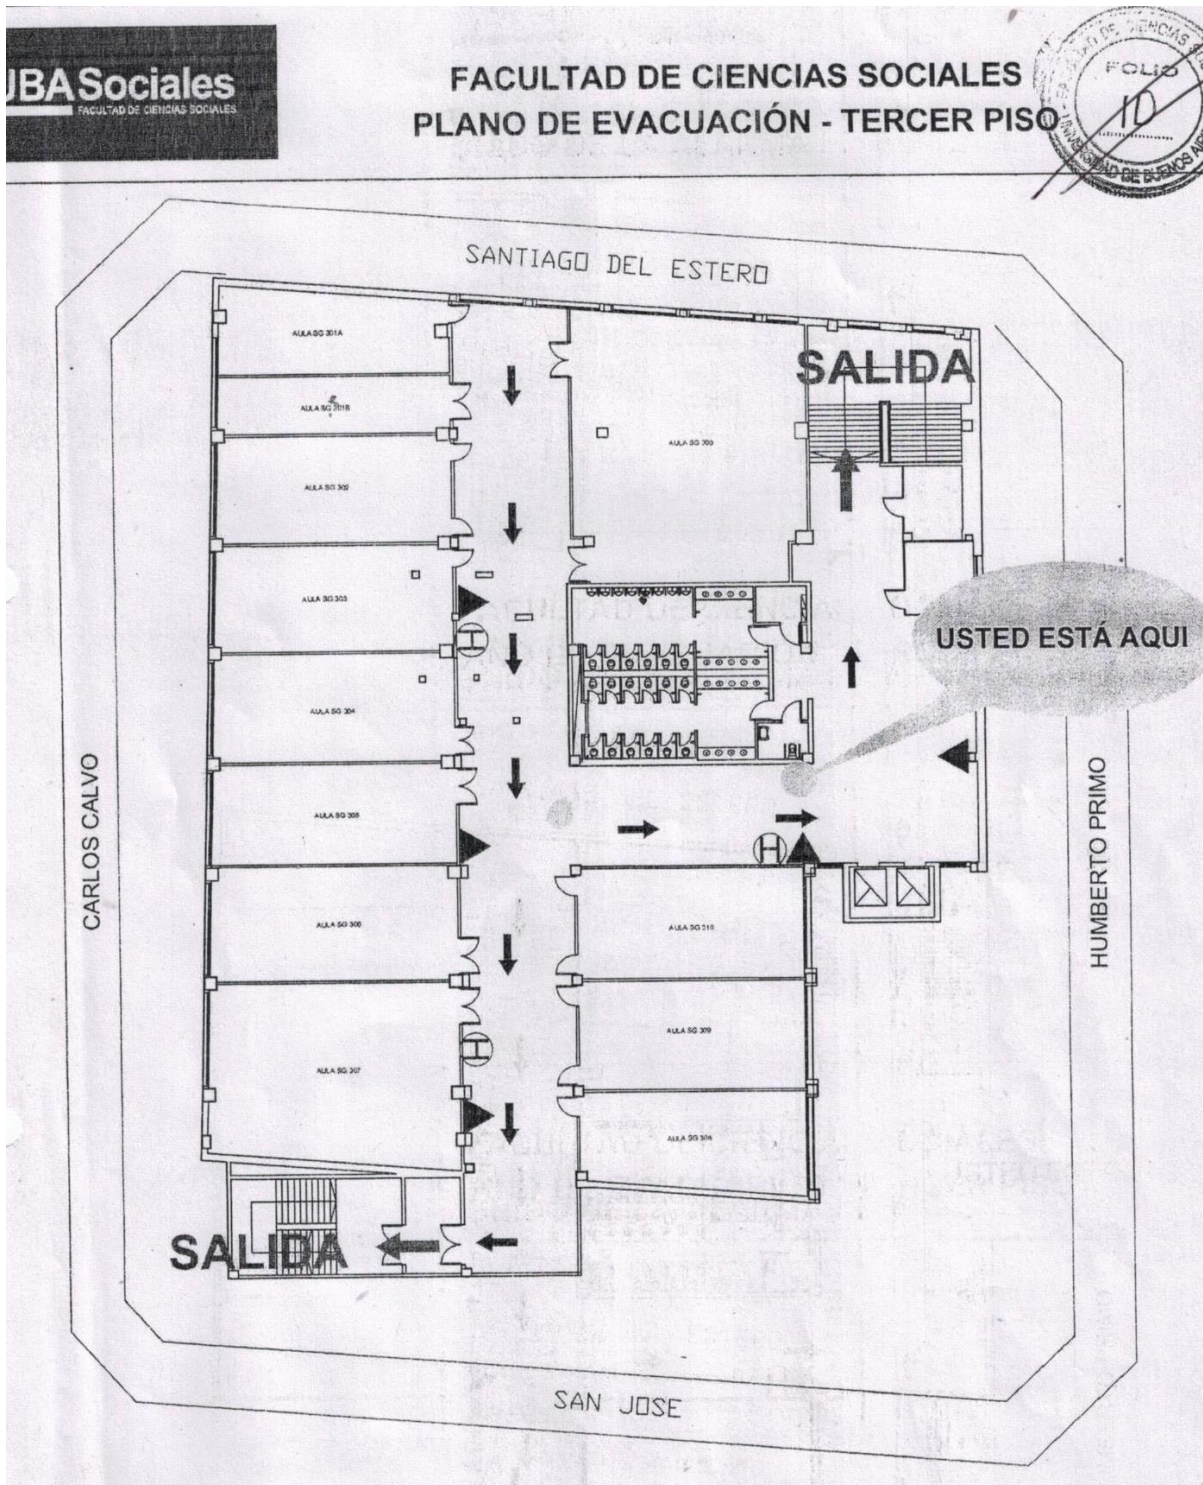 UBASociales
FACULTAD DE CIENCIAS SOCIALES
FACULTAD DE CIENCIAS SOCIALES
PLANO DE EVACUACIÓN - TERCER PISO
FOLIO
10
SANTIAGO DEL ESTERO
AULA SG 301A
SALIDA
AULA SG 301B
AULA SG 300
AULA SG 302
AULA SG 303
USTED ESTÁ AQUI
AULA SG 304
CARLOS CALVO
HUMBERTO PRIMO
AULA SG 305
H
H
AULA SG 306
AULA SG 310
AULA SG 309
H
AULA SG 307
AULA SG 308
SALIDA
SAN JOSE